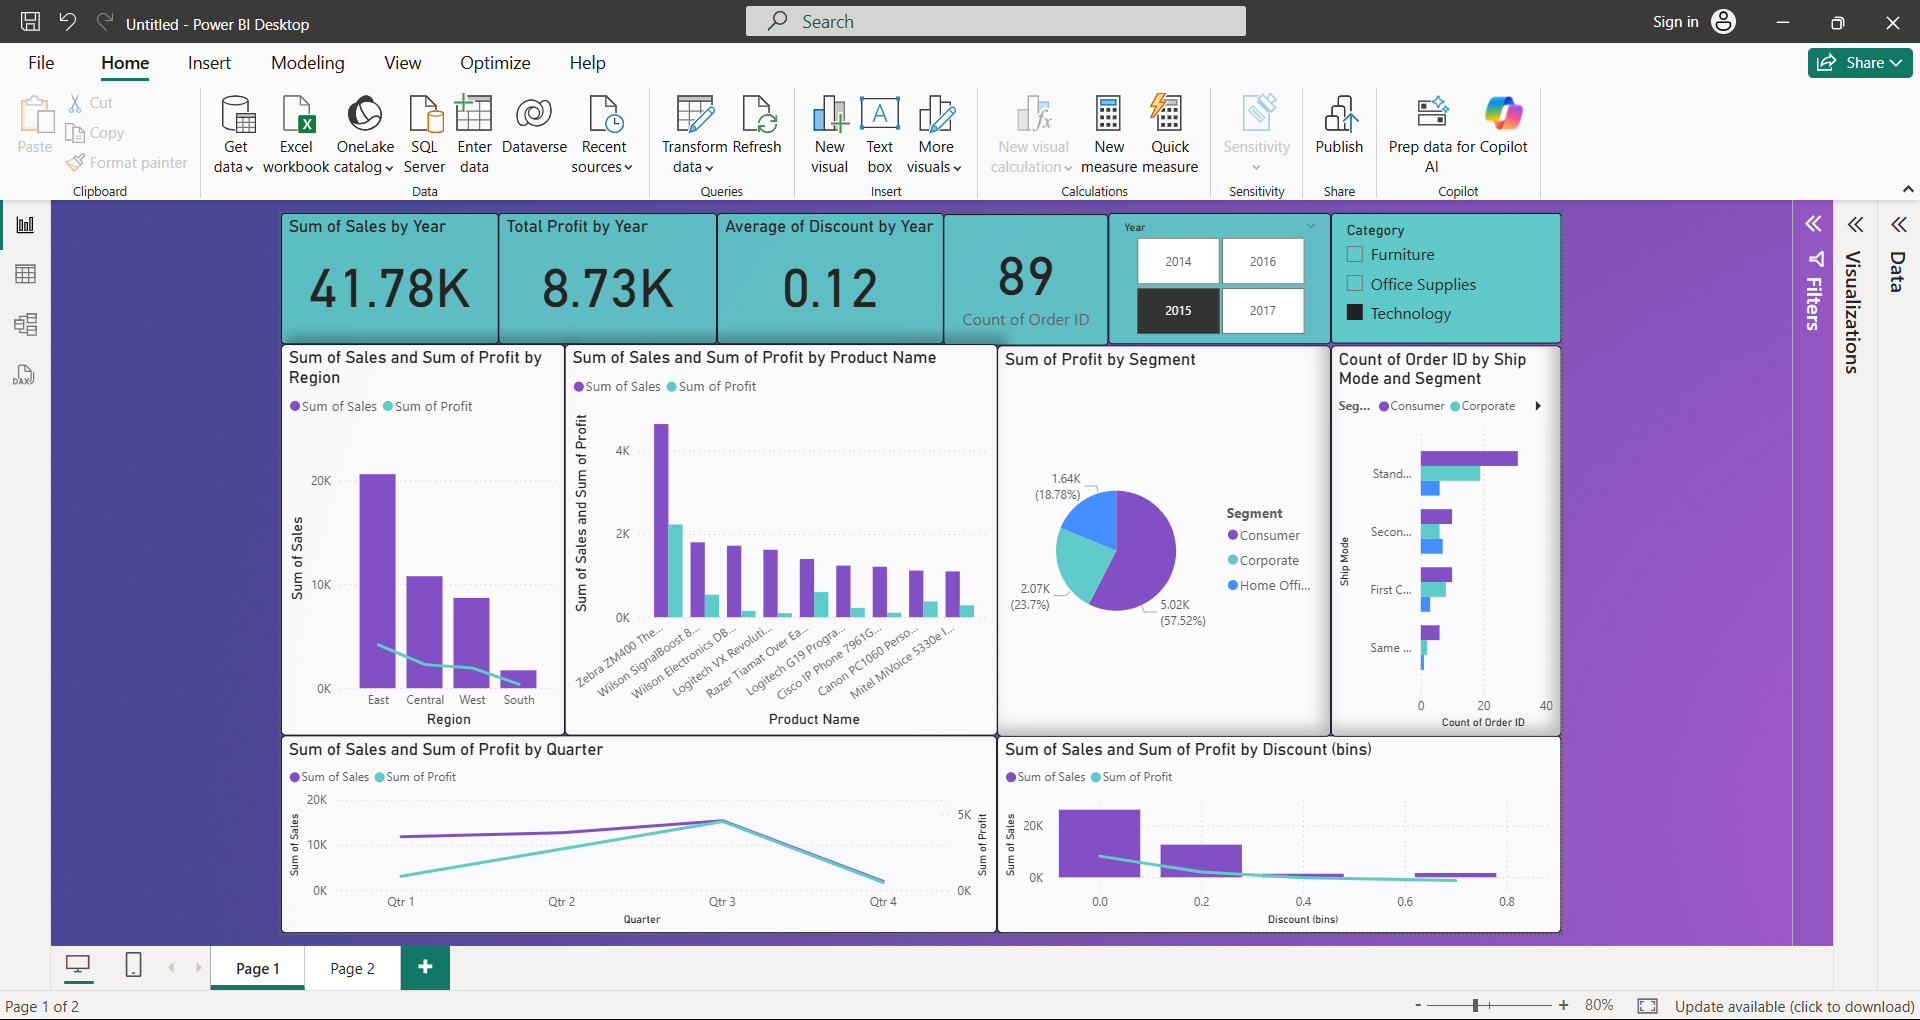 Untitled - Power BI Desktop
Search
Sign in
File Home Insert Modeling View Optimize Help
Share
Paste
Cut
Copy
Format painter
Clipboard
Get data
Excel workbook
OneLake catalog
SQL Server
Enter data
Dataverse
Recent sources
Data
Transform data
Refresh
Queries
New visual
Text box
More visuals
Insert
New visual calculation
New measure
Quick measure
Calculations
Sensitivity
Sensitivity
Publish
Share
Prep data for AI
Copilot
Copilot
Sum of Sales by Year
41.78K
Total Profit by Year
8.73K
Average of Discount by Year
0.12
89
Count of Order ID
Year
2014 2016
2015 2017
Category
Furniture
Office Supplies
Technology
Filters
Visualizations
Data
Sum of Sales and Sum of Profit by
Region
Sum of Sales Sum of Profit
Sum of Sales
20K
10K
0K
East Central West South
Region
Sum of Sales and Sum of Profit by Product Name
Sum of Sales Sum of Profit
Sum of Sales and Sum of Profit
4K
2K
0K
Zebra ZM400 The...
Wilson SignalBoost 8...
Wilson Electronics DB...
Logitech VX Revoluti...
Razer Tiamat Over Ea...
Logitech G19 Progra...
Cisco IP Phone 7961G...
Canon PC1060 Perso...
Mitel MiVoice 5330e I...
Product Name
Sum of Profit by Segment
1.64K
(18.78%)
2.07K
(23.7%)
5.02K
(57.52%)
Segment
Consumer
Corporate
Home Offi...
Count of Order ID by Ship
Mode and Segment
Seg... Consumer Corporate
Ship Mode
Stand...
Secon...
First C...
Same ...
0 20 40
Count of Order ID
Sum of Sales and Sum of Profit by Quarter
Sum of Sales Sum of Profit
Sum of Sales
20K
10K
0K
5K
0K
Sum of Profit
Qtr 1 Qtr 2 Qtr 3 Qtr 4
Quarter
Sum of Sales and Sum of Profit by Discount (bins)
Sum of Sales Sum of Profit
Sum of Sales
20K
0K
0.0 0.2 0.4 0.6 0.8
Discount (bins)
Page 1 Page 2 +
Page 1 of 2
- + 80%
Update available (click to download)